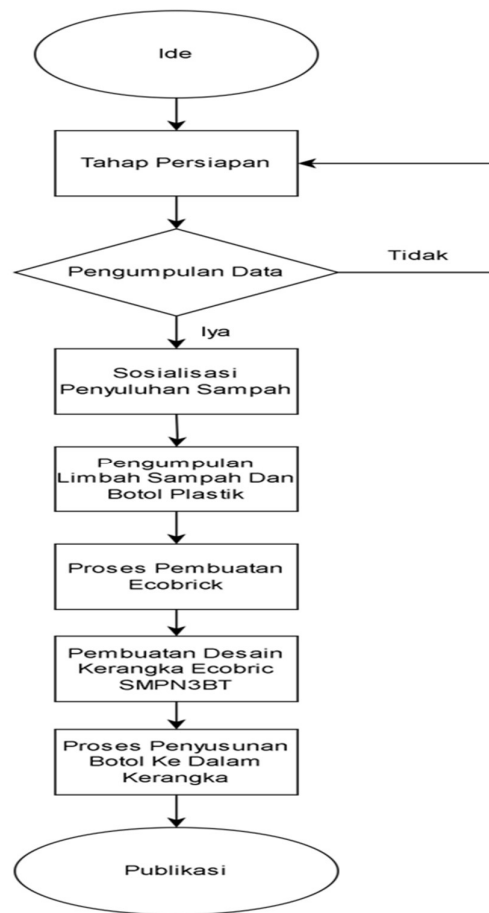 Ide
Tahap Persiapan
Pengumpulan Data
Tidak
Iya
Sosialisasi
Penyuluhan Sampah
Pengumpulan
Limbah Sampah Dan
Botol Plastik
Proses Pembuatan
Ecobrick
Pembuatan Desain
Kerangka Ecobric
SMPN3BT
Proses Penyusunan
Botol Ke Dalam
Kerangka
Publikasi